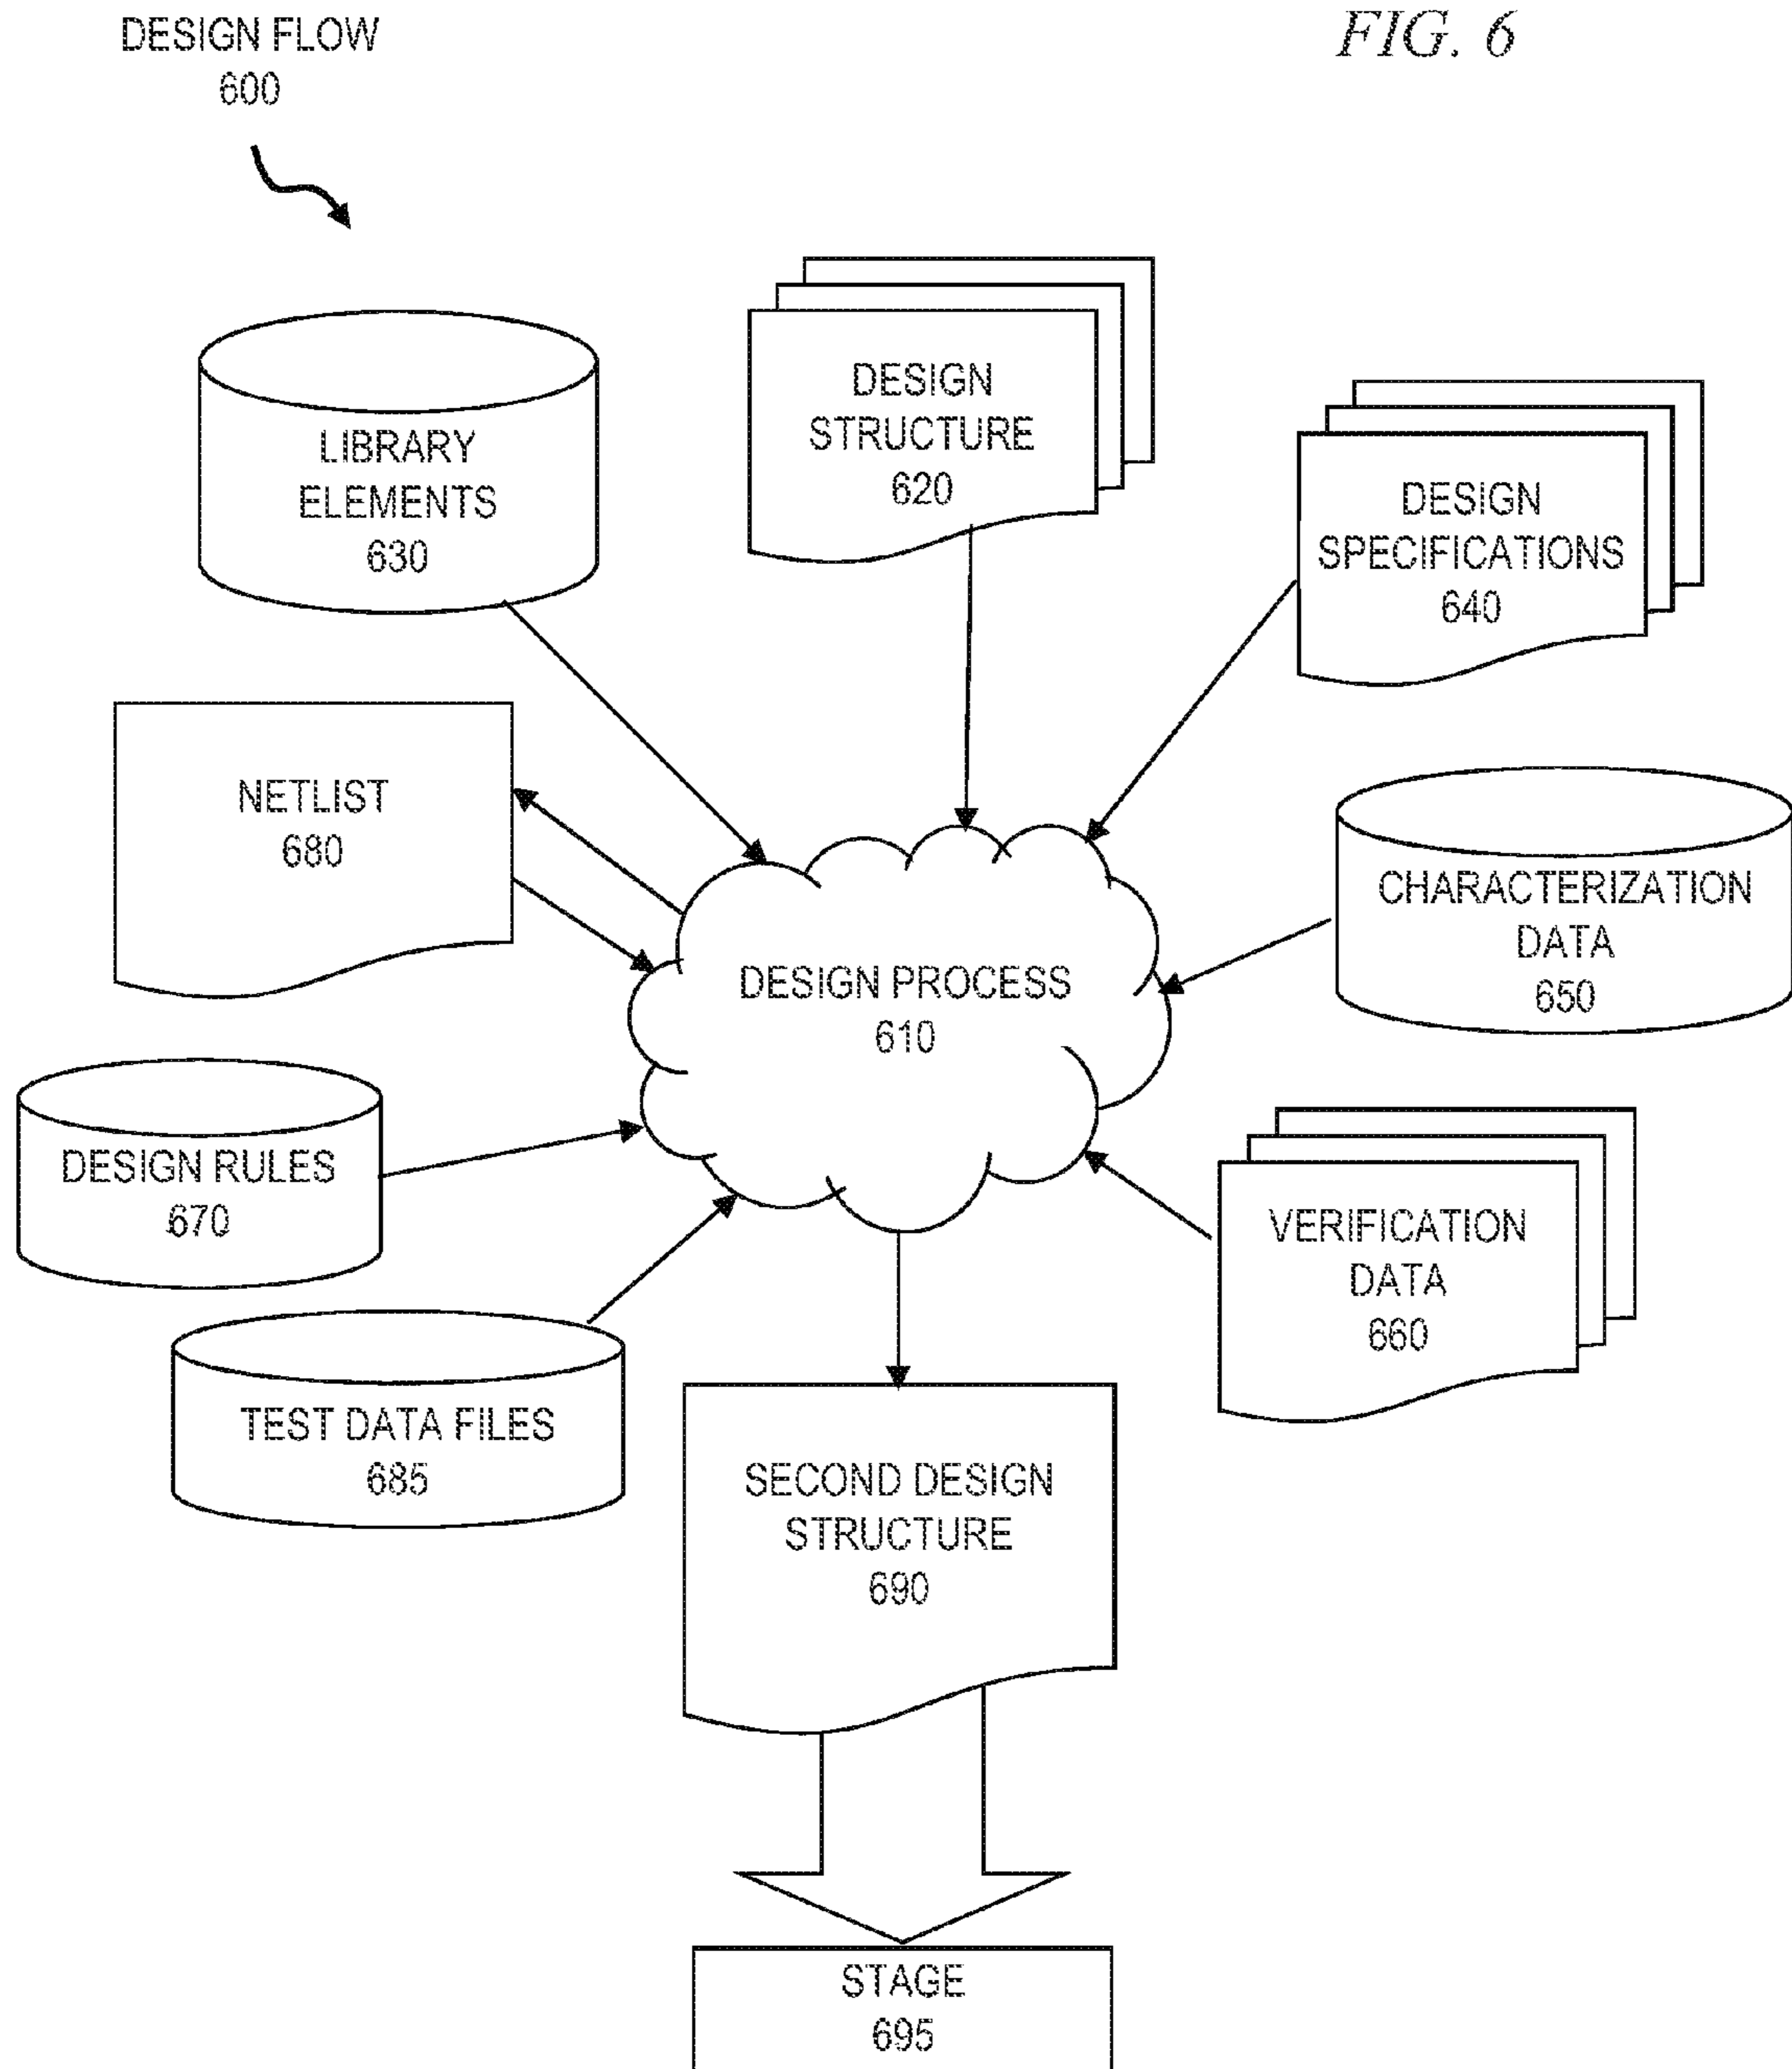 DESIGN FLOW
600
FIG. 6
LIBRARY
ELEMENTS
630
DESIGN
STRUCTURE
620
DESIGN
SPECIFICATIONS
640
NETLIST
680
CHARACTERIZATION
DATA
650
DESIGN PROCESS
610
DESIGN RULES
670
VERIFICATION
DATA
660
TEST DATA FILES
685
SECOND DESIGN
STRUCTURE
690
STAGE
695